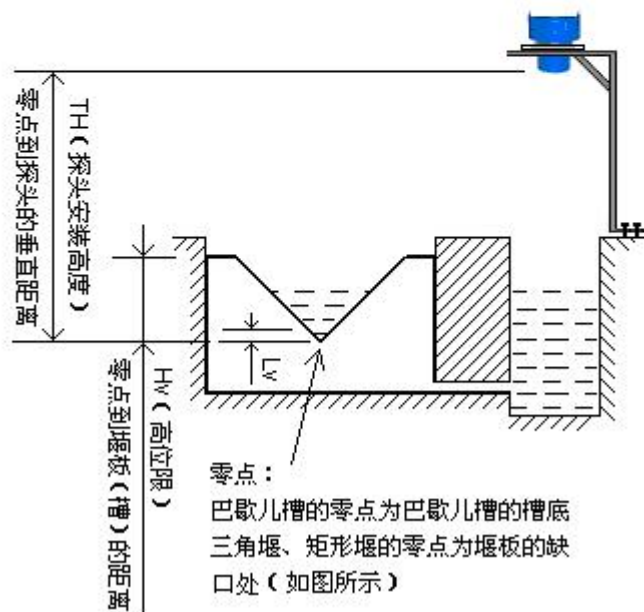 TH(探头安装高度)
零点到探头的垂直距离
Hv(高位限)
零点到堰板(槽)的距离
Lv
零点:
巴歇儿槽的零点为巴歇儿槽的槽底
三角堰、矩形堰的零点为堰板的缺
口处(如图所示)